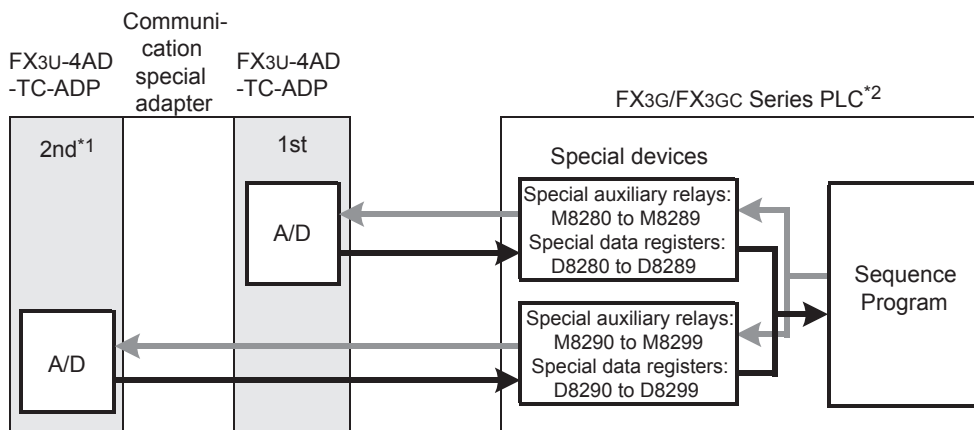 Communi-
cation
special
adapter
FX3U-4AD
-TC-ADP
FX3U-4AD
-TC-ADP
FX3G/FX3GC Series PLC*2
2nd*1
1st
Special devices
A/D
Special auxiliary relays:
M8280 to M8289
Special data registers:
D8280 to D8289
Sequence
Program
A/D
Special auxiliary relays:
M8290 to M8299
Special data registers:
D8290 to D8299